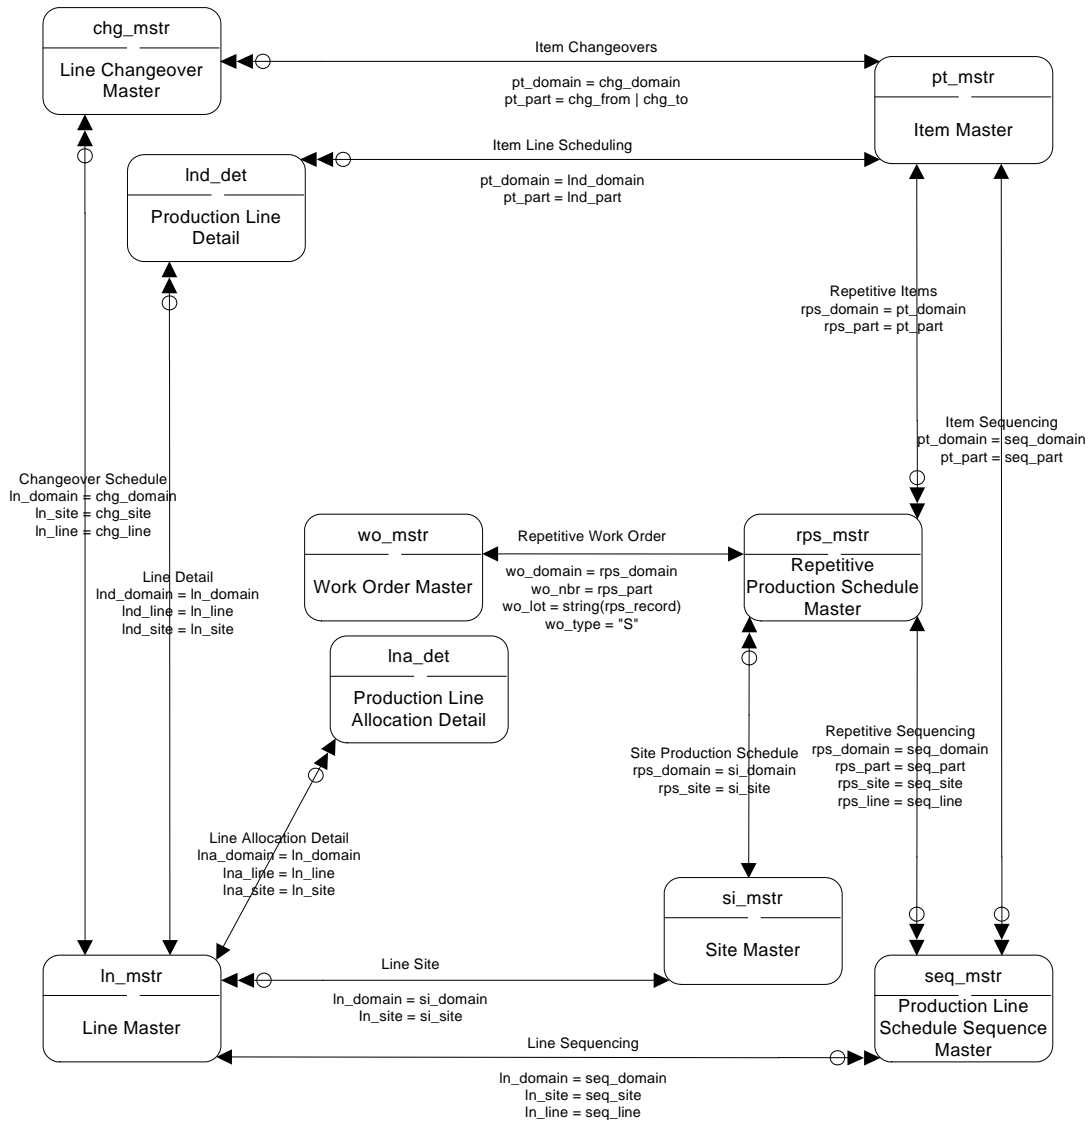 chg_mstr
Line Changeover
Master
Item Changeovers
pt_domain = chg_domain
pt_part = chg_from | chg_to
pt_mstr
Item Master
lnd_det
Production Line
Detail
Item Line Scheduling
pt_domain = lnd_domain
pt_part = lnd_part
Repetitive Items
rps_domain = pt_domain
rps_part = pt_part
Item Sequencing
pt_domain = seq_domain
pt_part = seq_part
Changeover Schedule
ln_domain = chg_domain
ln_site = chg_site
ln_line = chg_line
Line Detail
lnd_domain = ln_domain
lnd_line = ln_line
lnd_site = ln_site
wo_mstr
Work Order Master
Repetitive Work Order
wo_domain = rps_domain
wo_nbr = rps_part
wo_lot = string(rps_record)
wo_type = "S"
rps_mstr
Repetitive
Production Schedule
Master
lna_det
Production Line
Allocation Detail
Site Production Schedule
rps_domain = si_domain
rps_site = si_site
Repetitive Sequencing
rps_domain = seq_domain
rps_part = seq_part
rps_site = seq_site
rps_line = seq_line
Line Allocation Detail
lna_domain = ln_domain
lna_line = ln_line
lna_site = ln_site
si_mstr
Site Master
ln_mstr
Line Master
Line Site
ln_domain = si_domain
ln_site = si_site
seq_mstr
Production Line
Schedule Sequence
Master
Line Sequencing
ln_domain = seq_domain
ln_site = seq_site
ln_line = seq_line